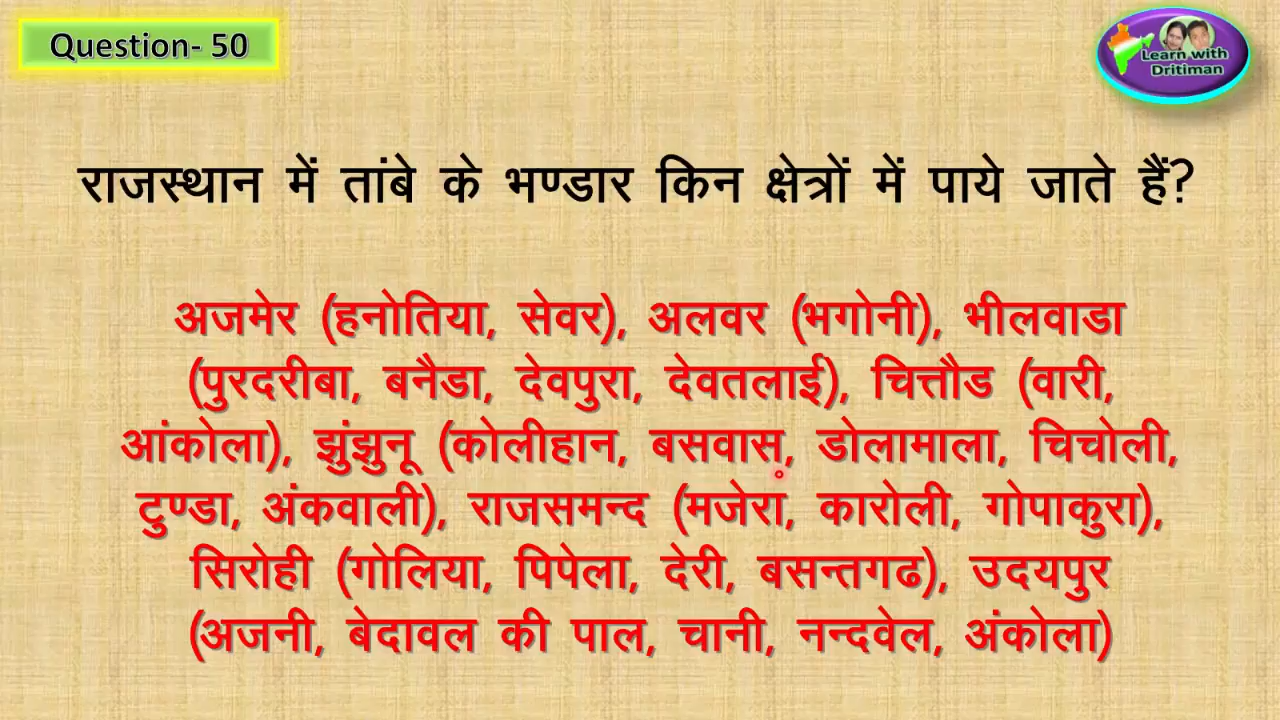 Question- 50
Learn with
Dritiman
राजस्थान में तांबे के भण्डार किन क्षेत्रों में पाये जाते हैं?
अजमेर (हनोतिया, सेवर), अलवर (भगोनी), भीलवाडा
(पुरदरीबा, बनैडा, देवपुरा, देवतलाई), चित्तौड (वारी,
आंकोला), झुंझुनू (कोलीहान, बसवास, डोलामाला, चिचोली,
टुण्डा, अंकवाली), राजसमन्द (मजेरा, कारोली, गोपाकुरा),
सिरोही (गोलिया, पिपेला, देरी, बसन्तगढ), उदयपुर
(अजनी, बेदावल की पाल, चानी, नन्दवेल, अंकोला)